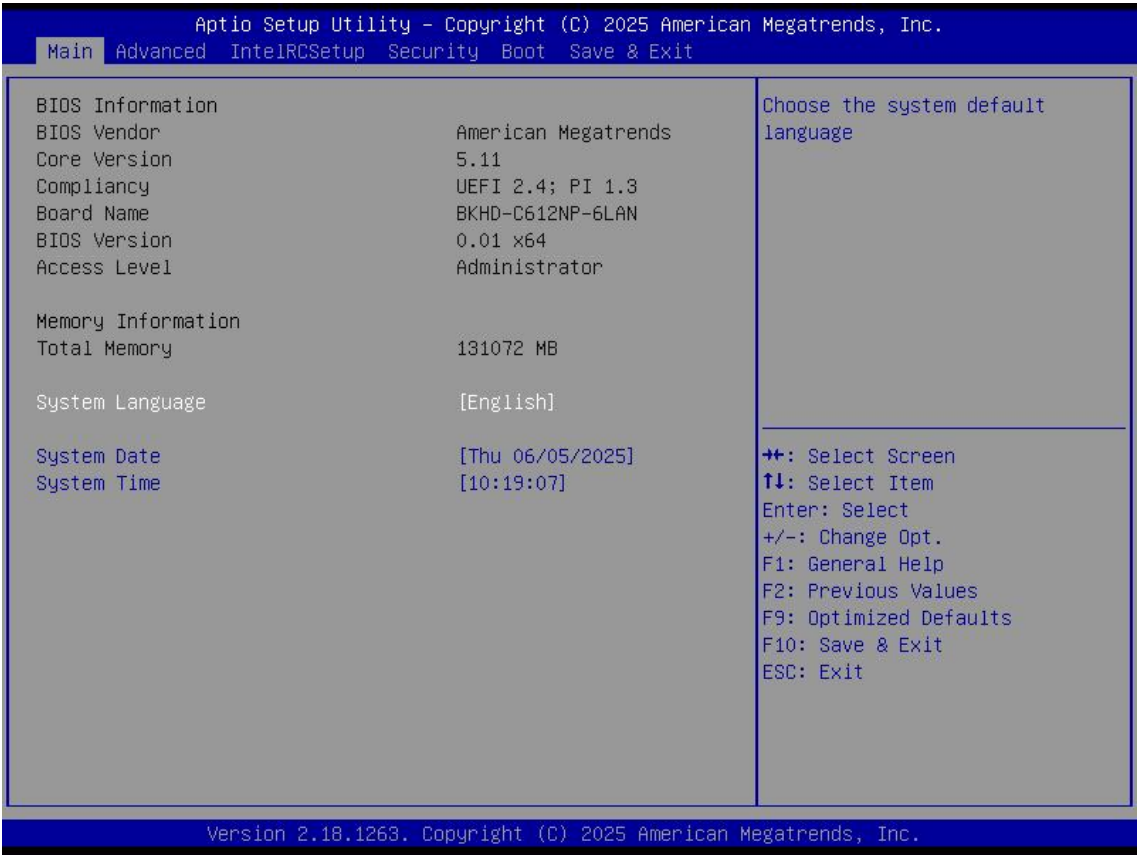 Aptio Setup Utility - Copyright (C) 2025 American Megatrends, Inc.
Main Advanced IntelRCSetup Security Boot Save & Exit
BIOS Information
BIOS Vendor American Megatrends
Core Version 5.11
Compliancy UEFI 2.4; PI 1.3
Board Name BKHD-C612NP-6LAN
BIOS Version 0.01 x64
Access Level Administrator
Memory Information
Total Memory 131072 MB
System Language [English]
System Date [Thu 06/05/2025]
System Time [10:19:07]
Choose the system default
language
→←: Select Screen
↑↓: Select Item
Enter: Select
+/-: Change Opt.
F1: General Help
F2: Previous Values
F9: Optimized Defaults
F10: Save & Exit
ESC: Exit
Version 2.18.1263. Copyright (C) 2025 American Megatrends, Inc.